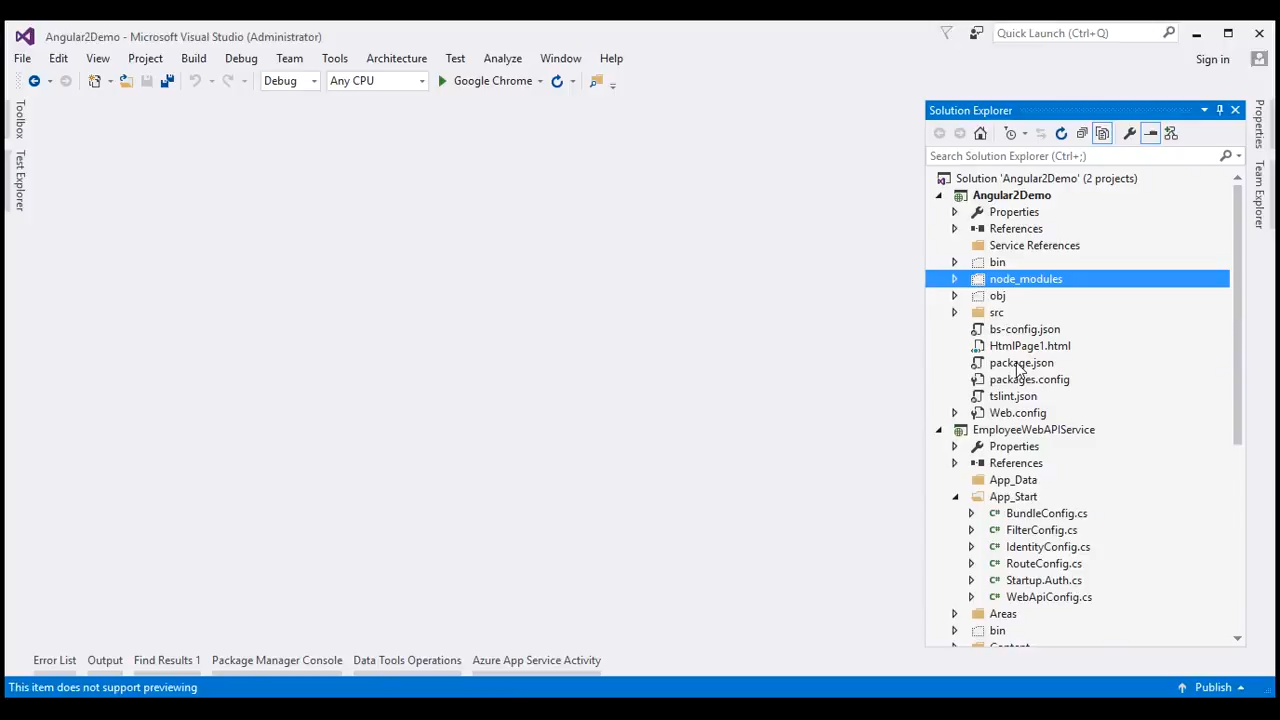 Angular2Demo - Microsoft Visual Studio (Administrator)
Quick Launch (Ctrl+Q)
File Edit View Project Build Debug Team Tools Architecture Test Analyze Window Help
Sign in
Debug Any CPU Google Chrome
Toolbox
Test Explorer
Solution Explorer
Search Solution Explorer (Ctrl+;)
Solution 'Angular2Demo' (2 projects)
Angular2Demo
Properties
References
Service References
bin
node_modules
obj
src
bs-config.json
HtmlPage1.html
package.json
packages.config
tslint.json
Web.config
EmployeeWebAPIService
Properties
References
App_Data
App_Start
C# BundleConfig.cs
C# FilterConfig.cs
C# IdentityConfig.cs
C# RouteConfig.cs
C# Startup.Auth.cs
C# WebApiConfig.cs
Areas
bin
Content
Properties
Team Explorer
Error List Output Find Results 1 Package Manager Console Data Tools Operations Azure App Service Activity
This item does not support previewing
Publish